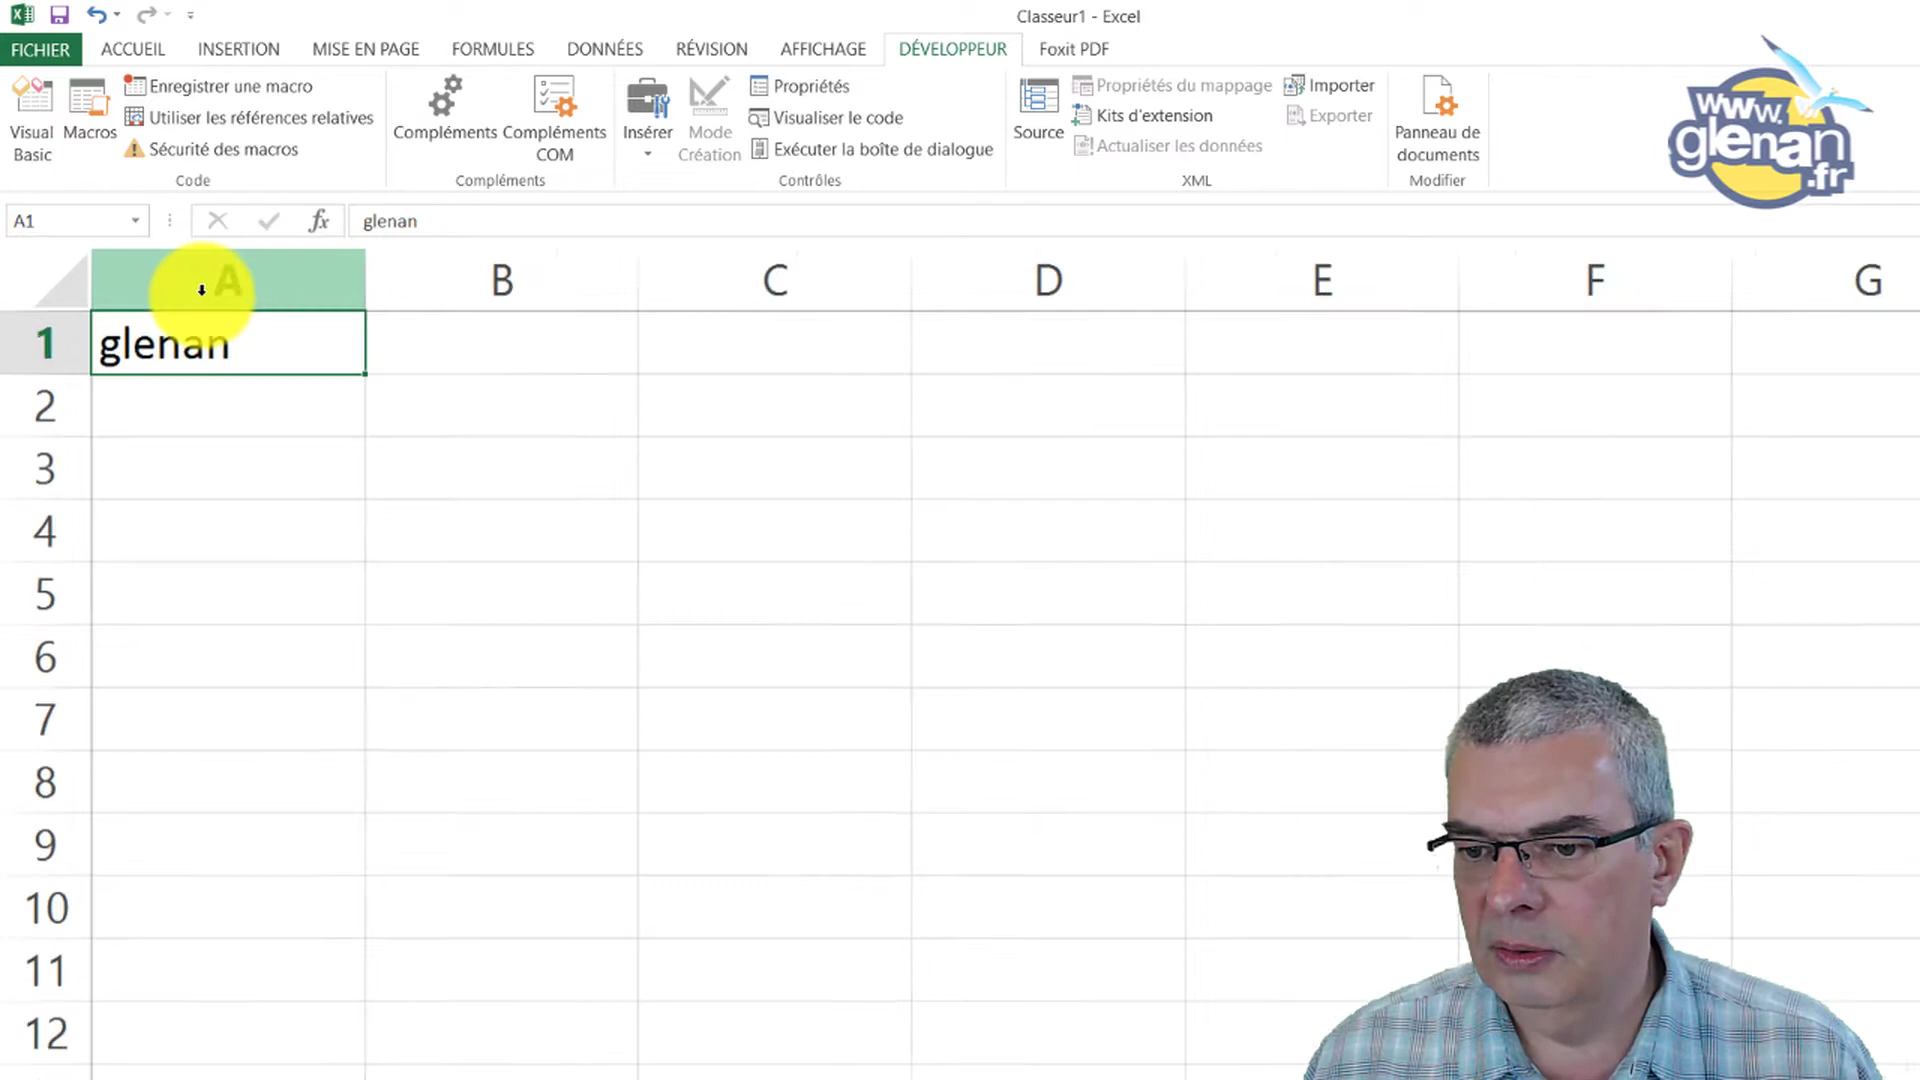 Classeur1 - Excel
FICHIER ACCUEIL INSERTION MISE EN PAGE FORMULES DONNÉES RÉVISION AFFICHAGE DÉVELOPPEUR Foxit PDF
Visual Basic
Macros
Enregistrer une macro
Utiliser les références relatives
Sécurité des macros
Code
Compléments
Compléments COM
Compléments
Insérer
Mode Création
Propriétés
Visualiser le code
Exécuter la boîte de dialogue
Contrôles
Source
Propriétés du mappage
Kits d'extension
Actualiser les données
Importer
Exporter
XML
Panneau de documents
Modifier
www.
glenan
.fr
A1 fx glenan
A B C D E F G
1 glenan
2
3
4
5
6
7
8
9
10
11
12